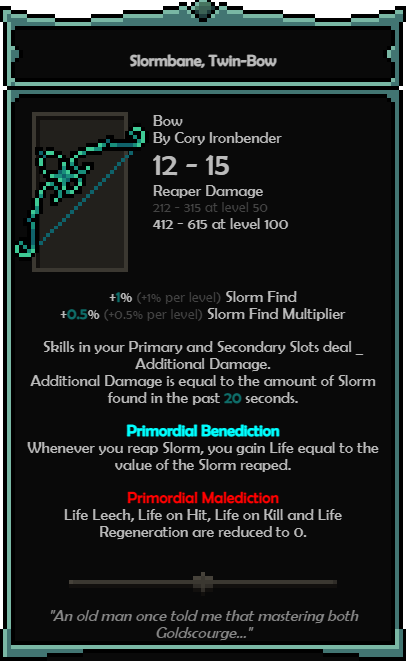 Slormbane, Twin-Bow
Bow
By Cory Ironbender
12 - 15
Reaper Damage
212 - 315 at level 50
412 - 615 at level 100
+1% (+1% per level) Slorm Find
+0.5% (+0.5% per level) Slorm Find Multiplier
Skills in your Primary and Secondary Slots deal _
Additional Damage.
Additional Damage is equal to the amount of Slorm
found in the past 20 seconds.
Primordial Benediction
Whenever you reap Slorm, you gain Life equal to the
value of the Slorm reaped.
Primordial Malediction
Life Leech, Life on Hit, Life on Kill and Life
Regeneration are reduced to 0.
"An old man once told me that mastering both
Goldscourge..."